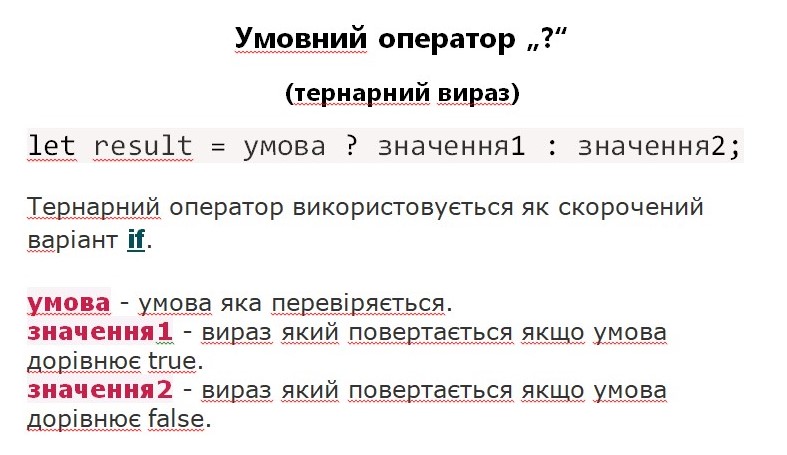 Умовний оператор „?“
(тернарний вираз)
let result = умова ? значення1 : значення2;
Тернарний оператор використовується як скорочений
варіант if.
умова - умова яка перевіряється.
значення1 - вираз який повертається якщо умова
дорівнює true.
значення2 - вираз який повертається якщо умова
дорівнює false.